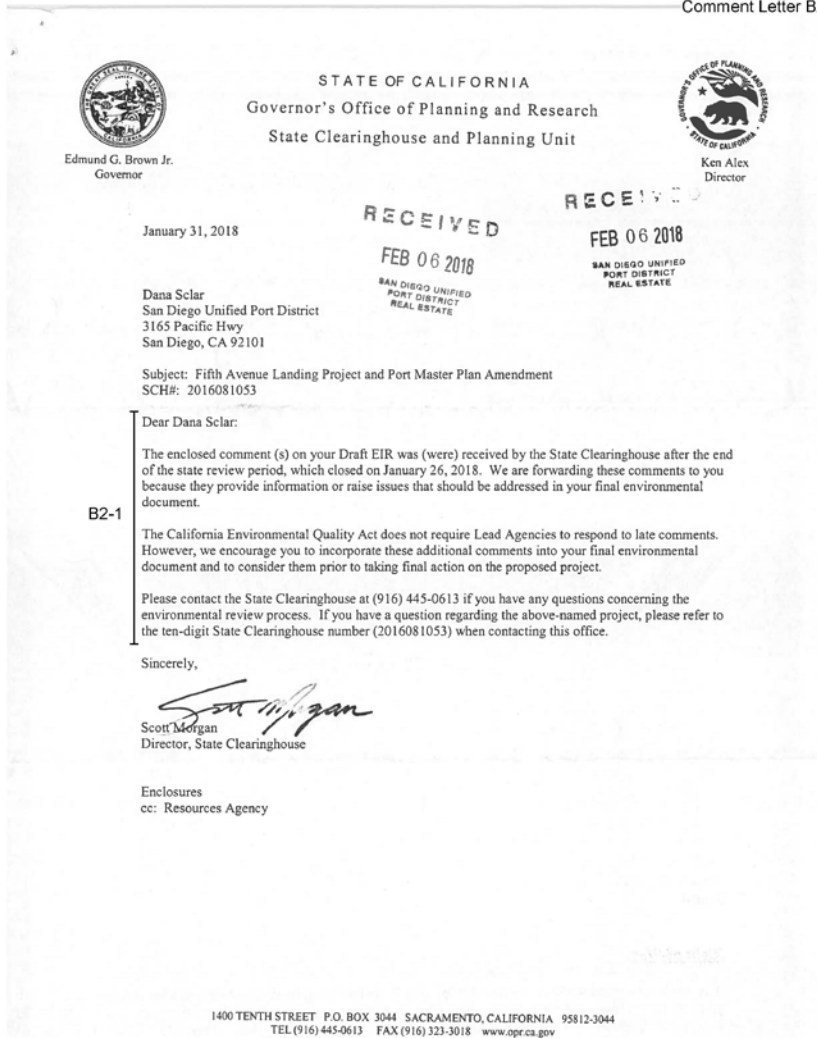 Comment Letter B
STATE OF CALIFORNIA
Governor's Office of Planning and Research
State Clearinghouse and Planning Unit
Edmund G. Brown Jr.
Governor
GOVERNOR'S OFFICE OF PLANNING AND RESEARCH
STATE OF CALIFORNIA
Ken Alex
Director
January 31, 2018
RECEIVED
FEB 06 2018
SAN DIEGO UNIFIED
PORT DISTRICT
REAL ESTATE
RECEIVED
FEB 06 2018
SAN DIEGO UNIFIED
PORT DISTRICT
REAL ESTATE
Dana Sclar
San Diego Unified Port District
3165 Pacific Hwy
San Diego, CA 92101
Subject: Fifth Avenue Landing Project and Port Master Plan Amendment
SCH#: 2016081053
Dear Dana Sclar:
The enclosed comment (s) on your Draft EIR was (were) received by the State Clearinghouse after the end
of the state review period, which closed on January 26, 2018. We are forwarding these comments to you
because they provide information or raise issues that should be addressed in your final environmental
document.
B2-1
The California Environmental Quality Act does not require Lead Agencies to respond to late comments.
However, we encourage you to incorporate these additional comments into your final environmental
document and to consider them prior to taking final action on the proposed project.
Please contact the State Clearinghouse at (916) 445-0613 if you have any questions concerning the
environmental review process. If you have a question regarding the above-named project, please refer to
the ten-digit State Clearinghouse number (2016081053) when contacting this office.
Sincerely,
Scott Morgan
Scott Morgan
Director, State Clearinghouse
Enclosures
cc: Resources Agency
1400 TENTH STREET P.O. BOX 3044 SACRAMENTO, CALIFORNIA 95812-3044
TEL (916) 445-0613 FAX (916) 323-3018 www.opr.ca.gov